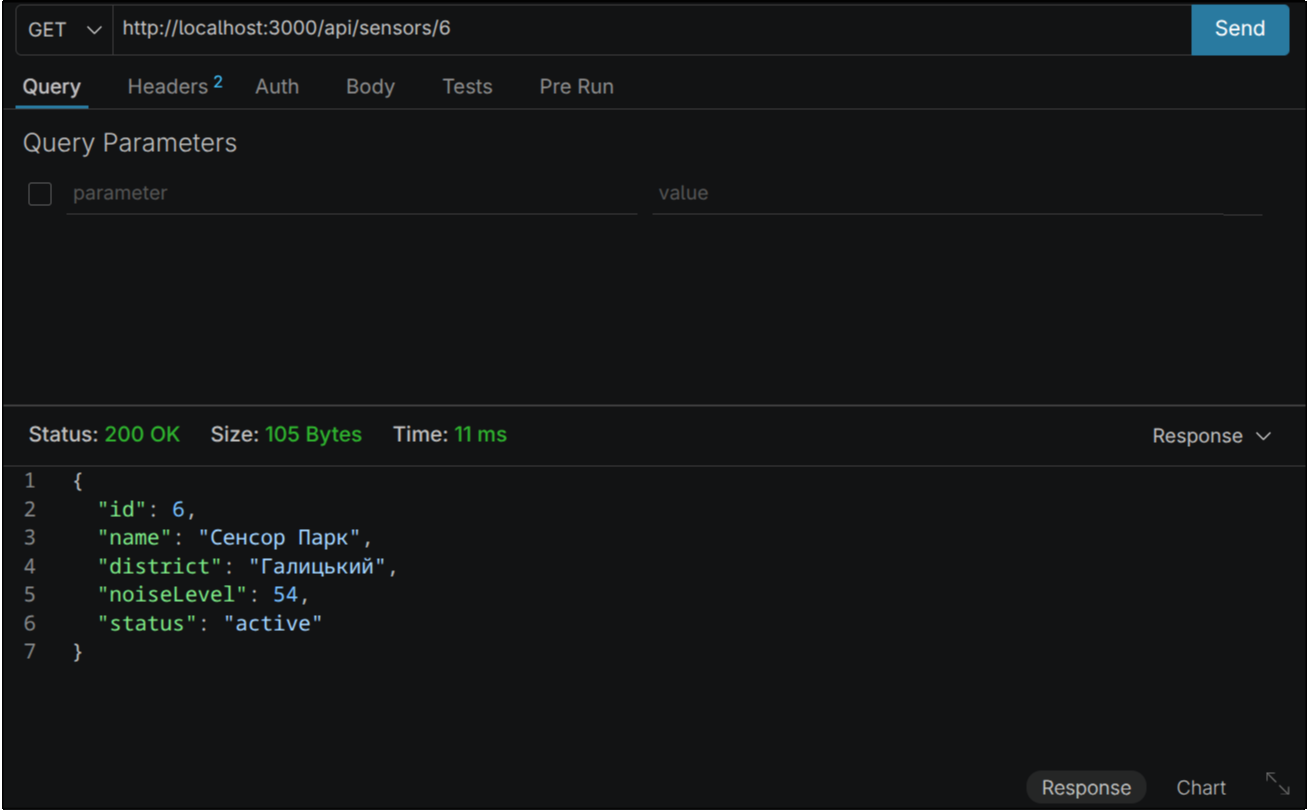 GET http://localhost:3000/api/sensors/6 Send
Query Headers 2 Auth Body Tests Pre Run
Query Parameters
parameter value
Status: 200 OK Size: 105 Bytes Time: 11 ms Response
1 {
2 "id": 6,
3 "name": "Сенсор Парк",
4 "district": "Галицький",
5 "noiseLevel": 54,
6 "status": "active"
7 }
Response Chart